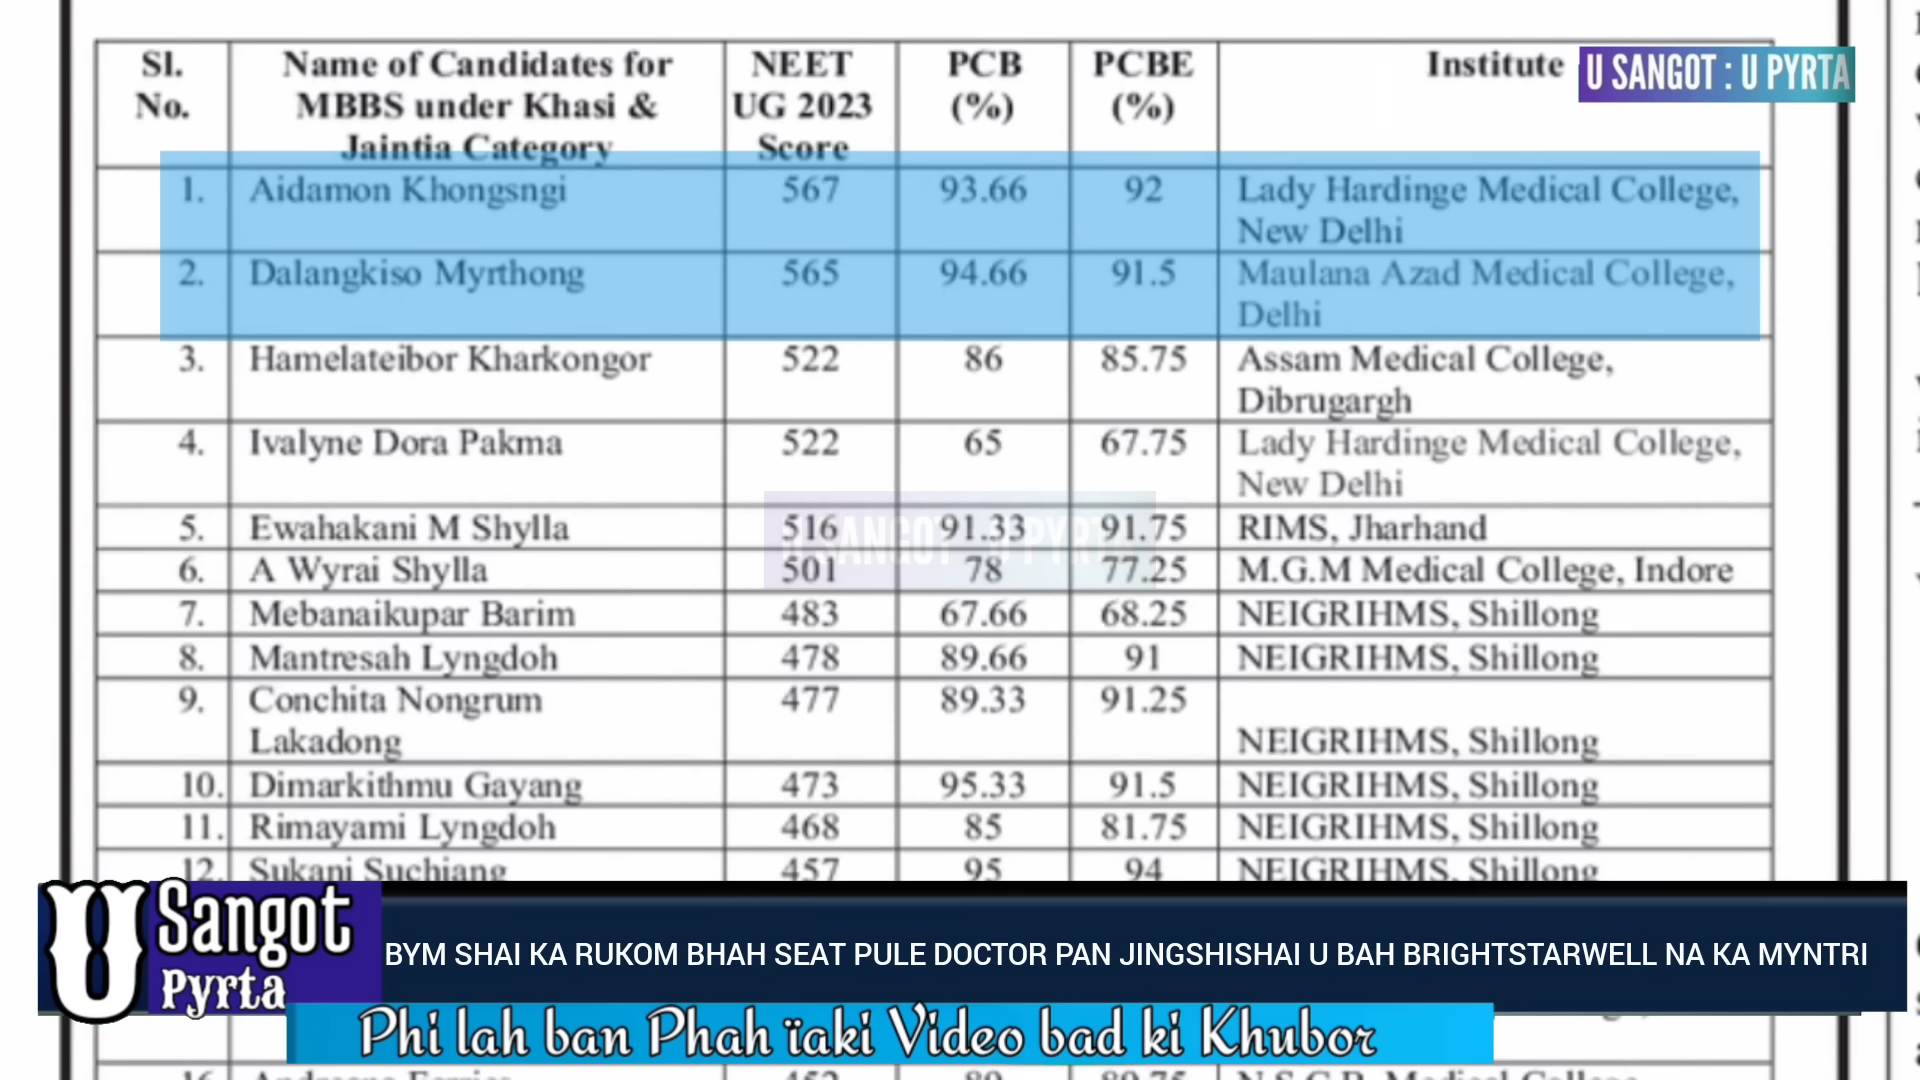 Sl. No. Name of Candidates for MBBS under Khasi & Jaintia Category NEET UG 2023 Score PCB (%) PCBE (%) Institute
U SANGOT : U PYRTA
1. Aidamon Khongsngi 567 93.66 92 Lady Hardinge Medical College, New Delhi
2. Dalangkiso Myrthong 565 94.66 91.5 Maulana Azad Medical College, Delhi
3. Hamelateibor Kharkongor 522 86 85.75 Assam Medical College, Dibrugargh
4. Ivalyne Dora Pakma 522 65 67.75 Lady Hardinge Medical College, New Delhi
5. Ewahakani M Shylla 516 91.33 91.75 RIMS, Jharhand
U SANGOT : U PYRTA
6. A Wyrai Shylla 501 78 77.25 M.G.M Medical College, Indore
7. Mebanaikupar Barim 483 67.66 68.25 NEIGRIHMS, Shillong
8. Mantresah Lyngdoh 478 89.66 91 NEIGRIHMS, Shillong
9. Conchita Nongrum Lakadong 477 89.33 91.25 NEIGRIHMS, Shillong
10. Dimarkithmu Gayang 473 95.33 91.5 NEIGRIHMS, Shillong
11. Rimayami Lyngdoh 468 85 81.75 NEIGRIHMS, Shillong
12. Sukani Suchiang 457 95 94 NEIGRIHMS, Shillong
U Sangot Pyrta
BYM SHAI KA RUKOM BHAH SEAT PULE DOCTOR PAN JINGSHISHAI U BAH BRIGHTSTARWELL NA KA MYNTRI
Phi lah ban Phah ïaki Video bad ki Khubor